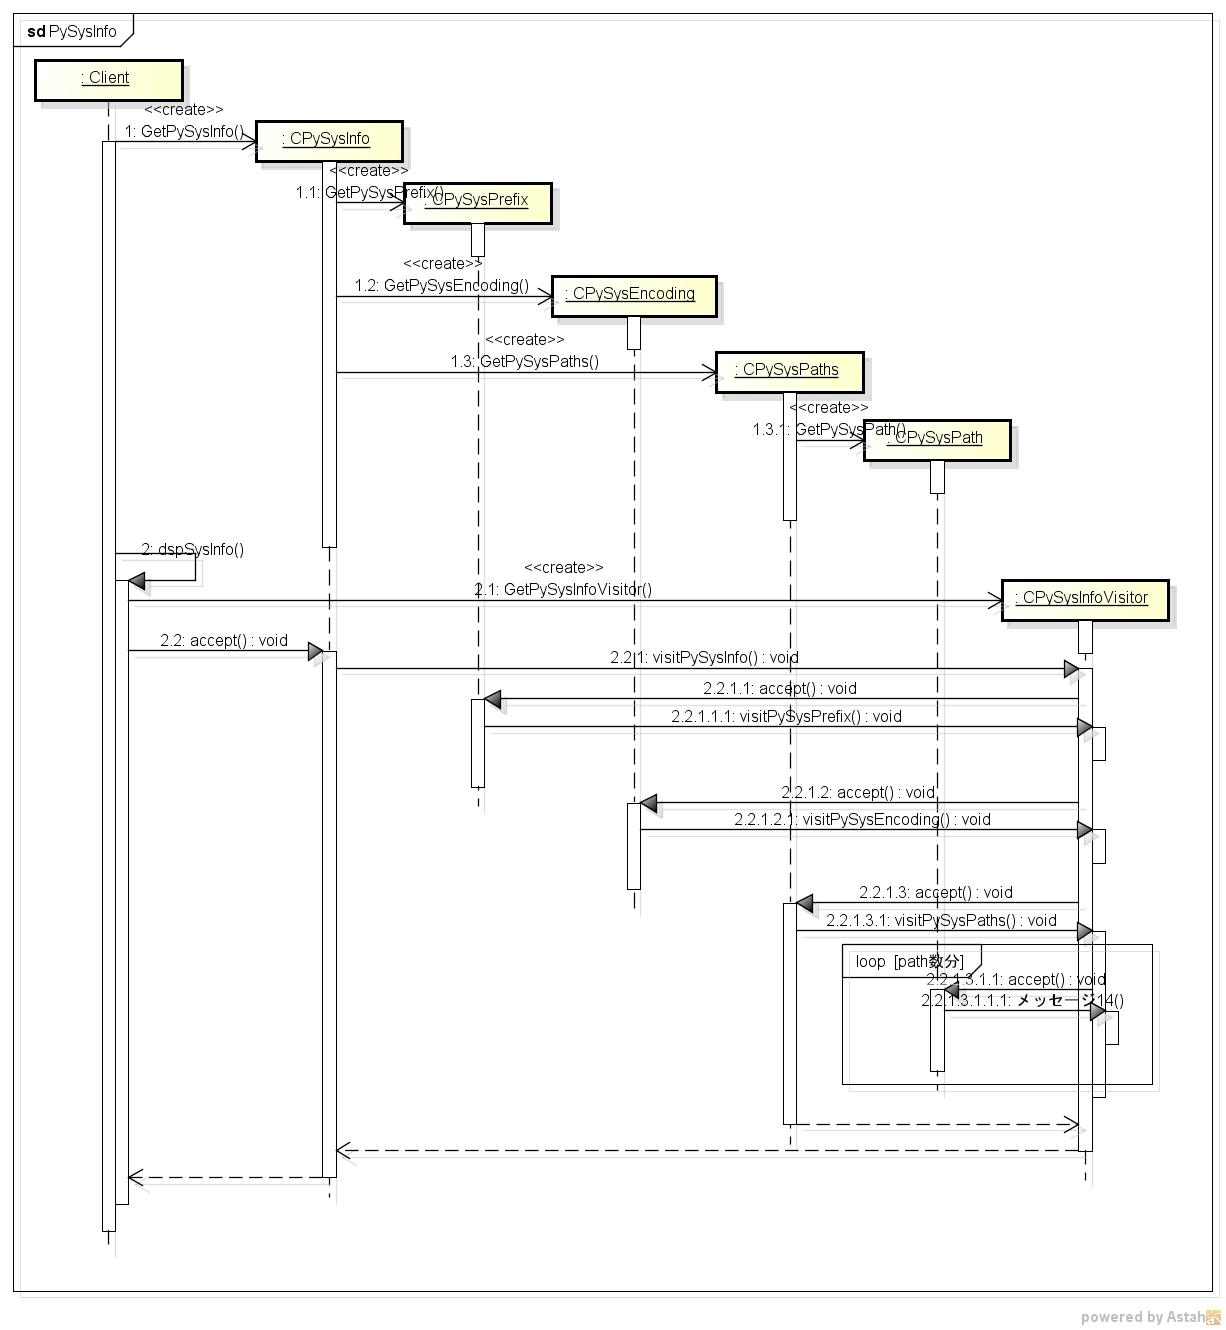 sd PySysInfo
: Client
<<create>>
1: GetPySysInfo()
: CPySysInfo
<<create>>
1.1: GetPySysPrefix()
: CPySysPrefix
<<create>>
1.2: GetPySysEncoding()
: CPySysEncoding
<<create>>
1.3: GetPySysPaths()
: CPySysPaths
<<create>>
1.3.1: GetPySysPath()
: CPySysPath
2: dspSysInfo()
<<create>>
2.1: GetPySysInfoVisitor()
: CPySysInfoVisitor
2.2: accept() : void
2.2.1: visitPySysInfo() : void
2.2.1.1: accept() : void
2.2.1.1.1: visitPySysPrefix() : void
2.2.1.2: accept() : void
2.2.1.2.1: visitPySysEncoding() : void
2.2.1.3: accept() : void
2.2.1.3.1: visitPySysPaths() : void
loop [path数分]
2.2.1.3.1.1: accept() : void
2.2.1.3.1.1.1: メッセージ14()
powered by Astah